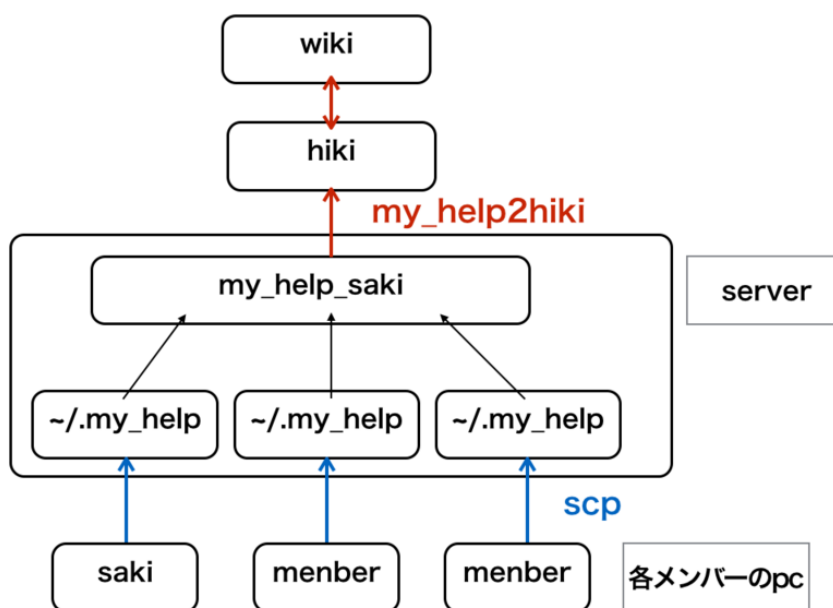 wiki
hiki
my_help2hiki
my_help_saki
server
~/.my_help
~/.my_help
~/.my_help
scp
saki
menber
menber
各メンバーのpc